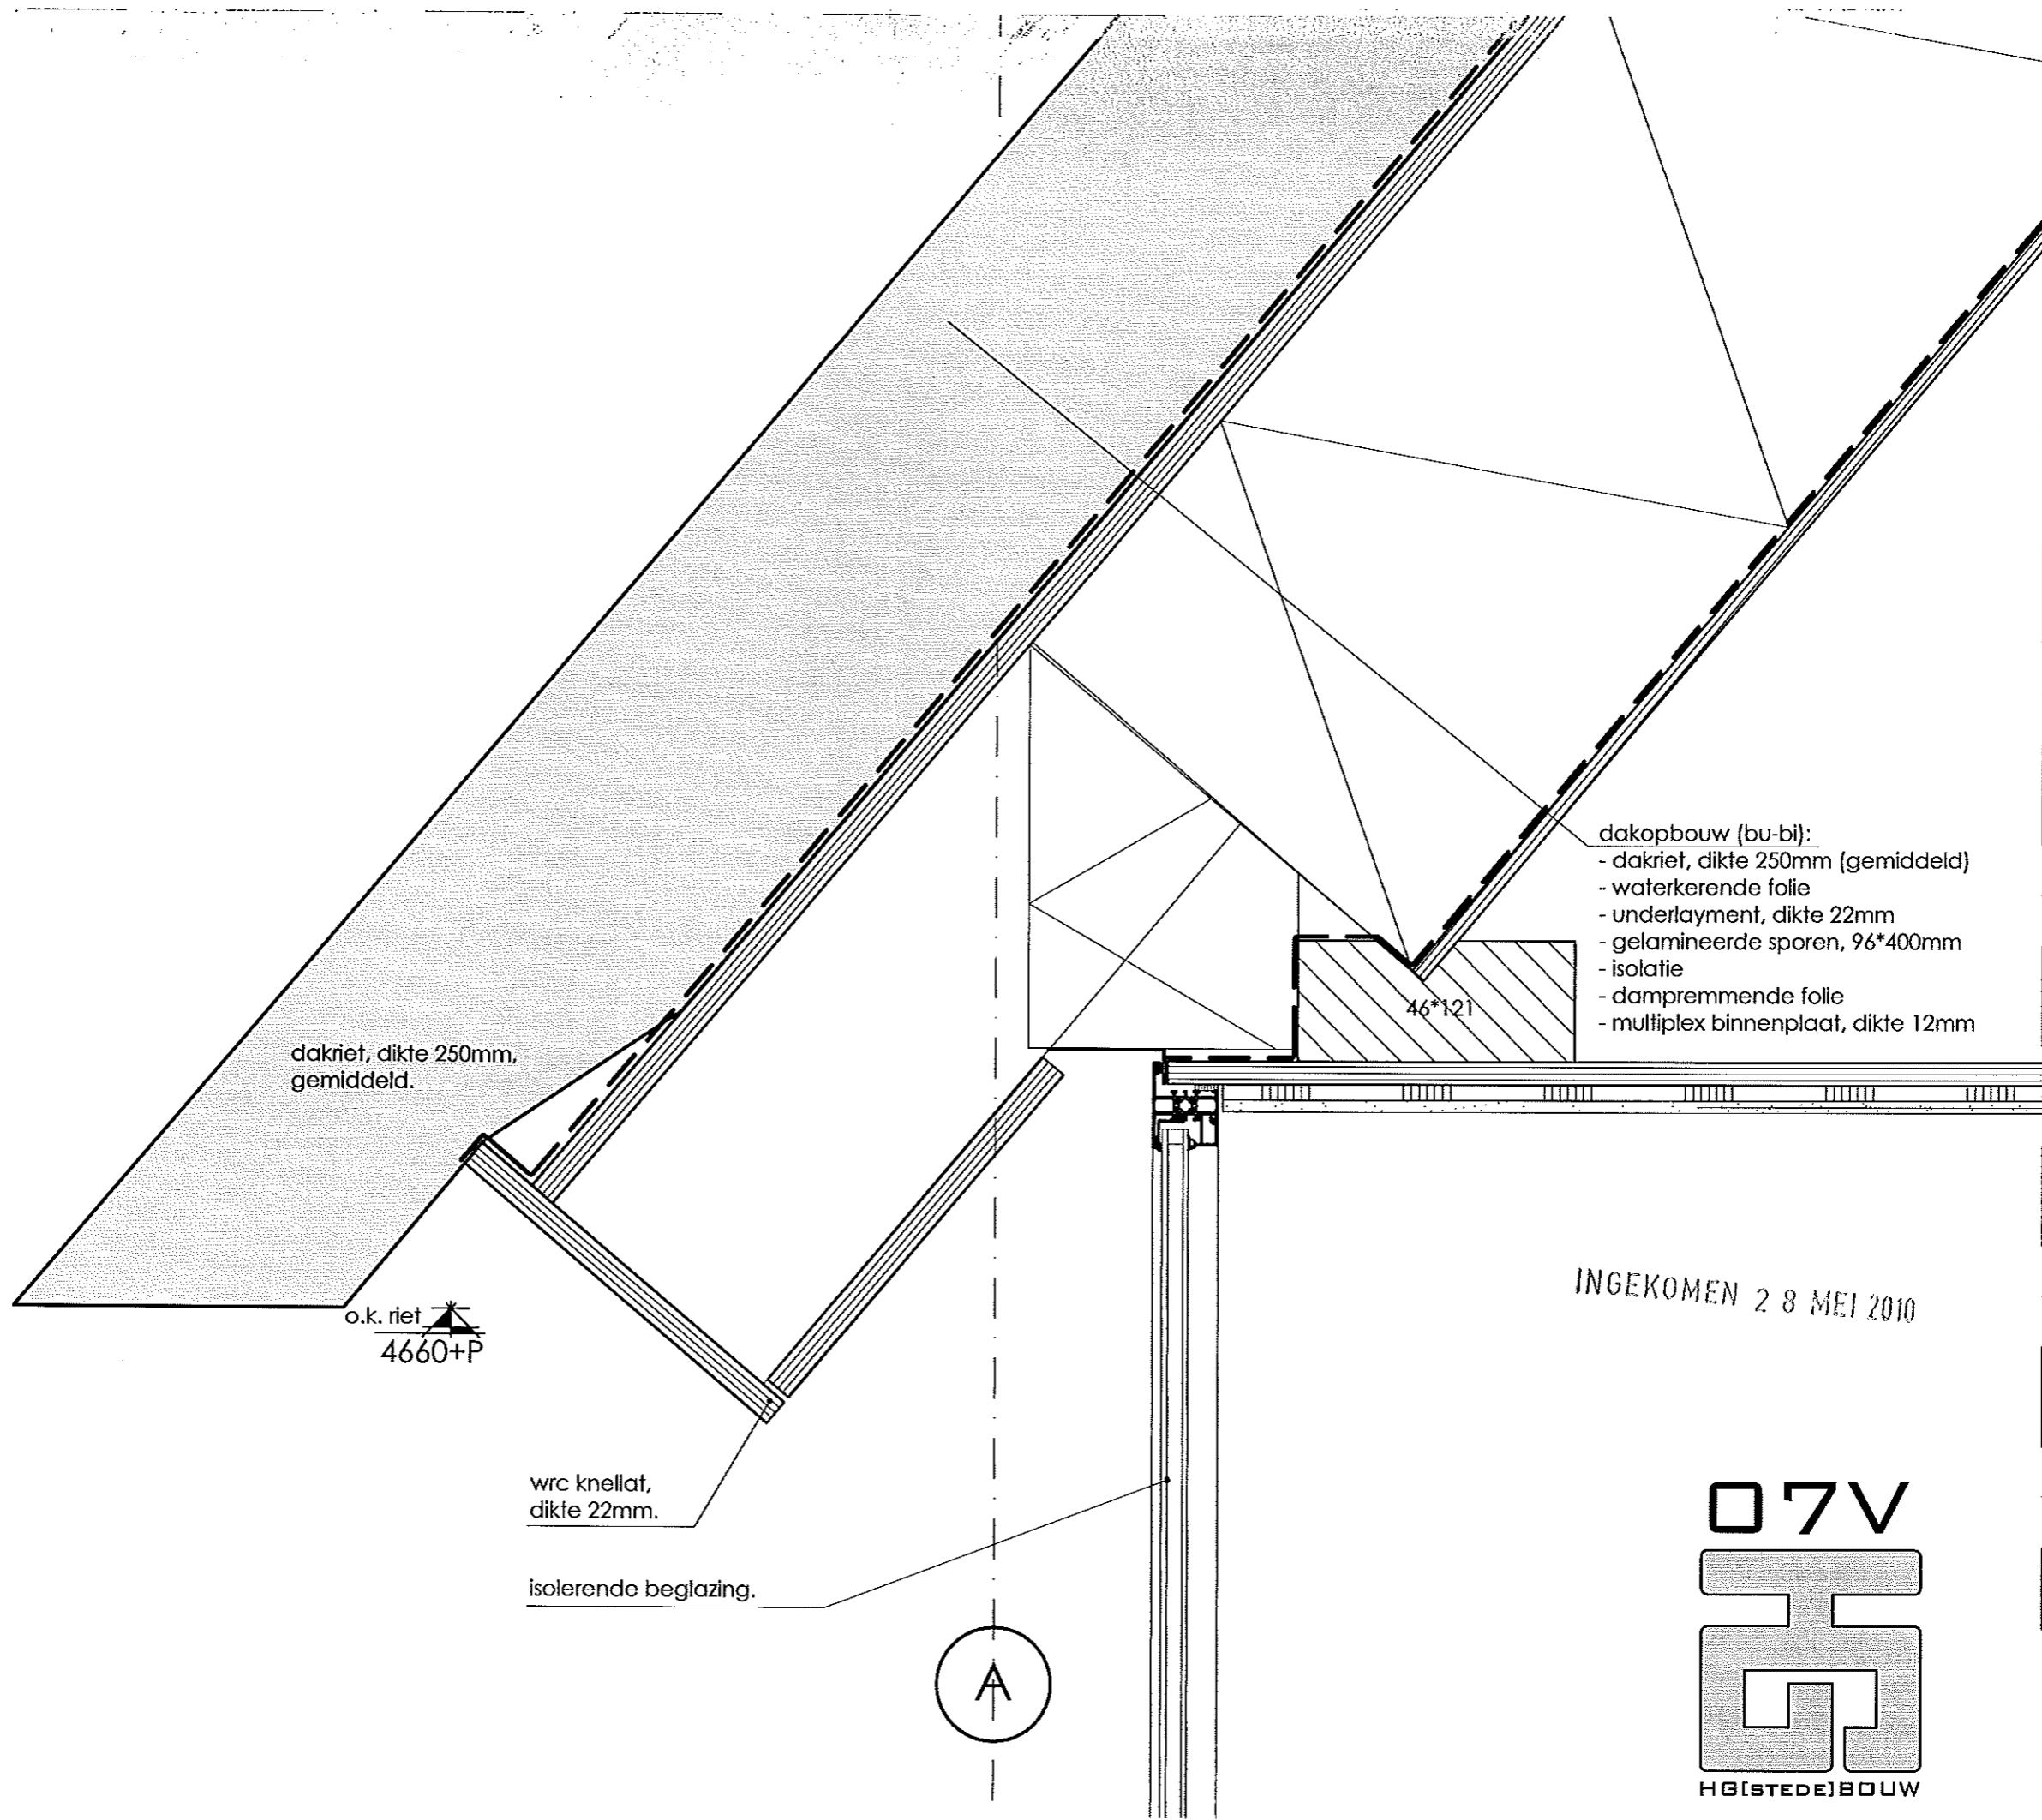 dakopbouw (bu-bi):
- dakriet, dikte 250mm (gemiddeld)
- waterkerende folie
- underlayment, dikte 22mm
- gelamineerde sporen, 96*400mm
- isolatie
- dampremmende folie
- multiplex binnenplaat, dikte 12mm
46*121
dakriet, dikte 250mm,
gemiddeld.
o.k. riet
4660+P
INGEKOMEN 28 MEI 2010
wrc knellat,
dikte 22mm.
isolerende beglazing.
A
07V
HG[STEDE]BOUW